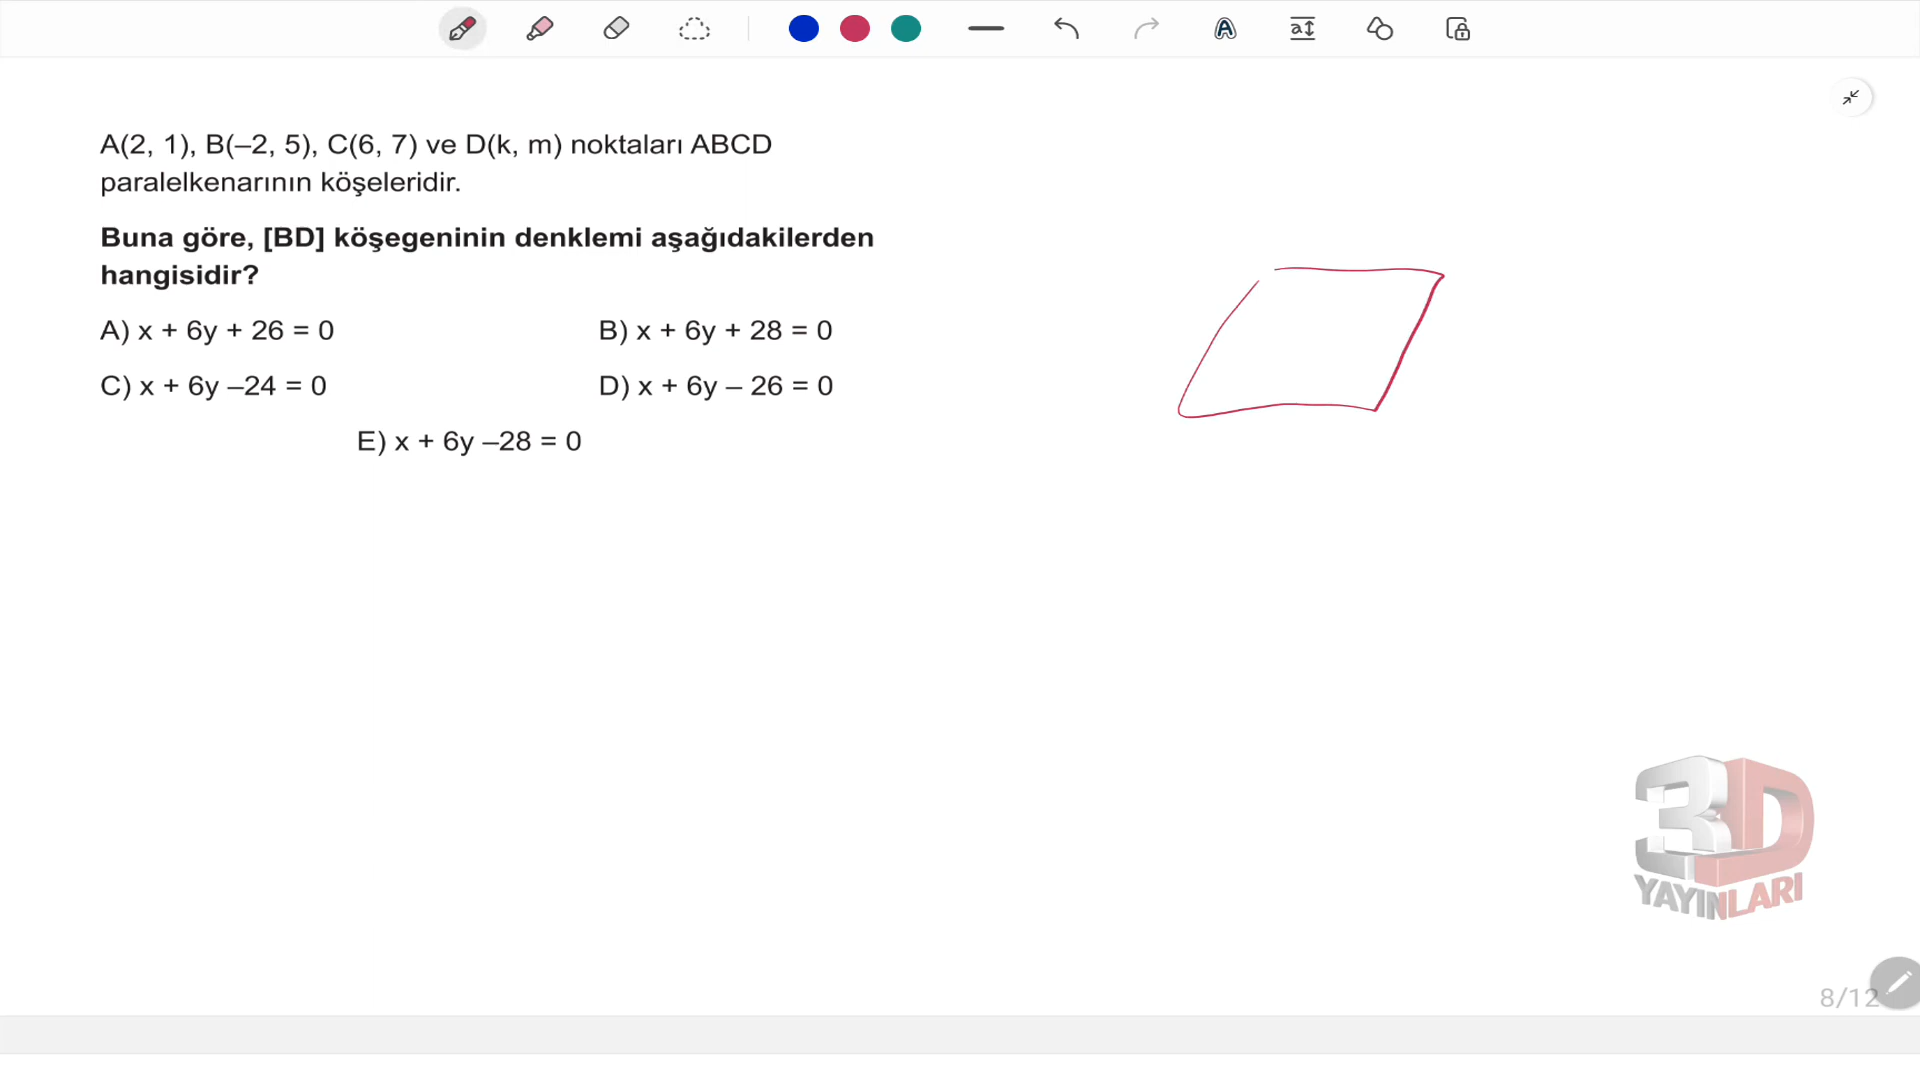 A(2, 1), B(–2, 5), C(6, 7) ve D(k, m) noktaları ABCD
paralelkenarının köşeleridir.
Buna göre, [BD] köşegeninin denklemi aşağıdakilerden
hangisidir?
A) x + 6y + 26 = 0 B) x + 6y + 28 = 0
C) x + 6y –24 = 0 D) x + 6y – 26 = 0
E) x + 6y –28 = 0
3D
YAYINLARI
8/12